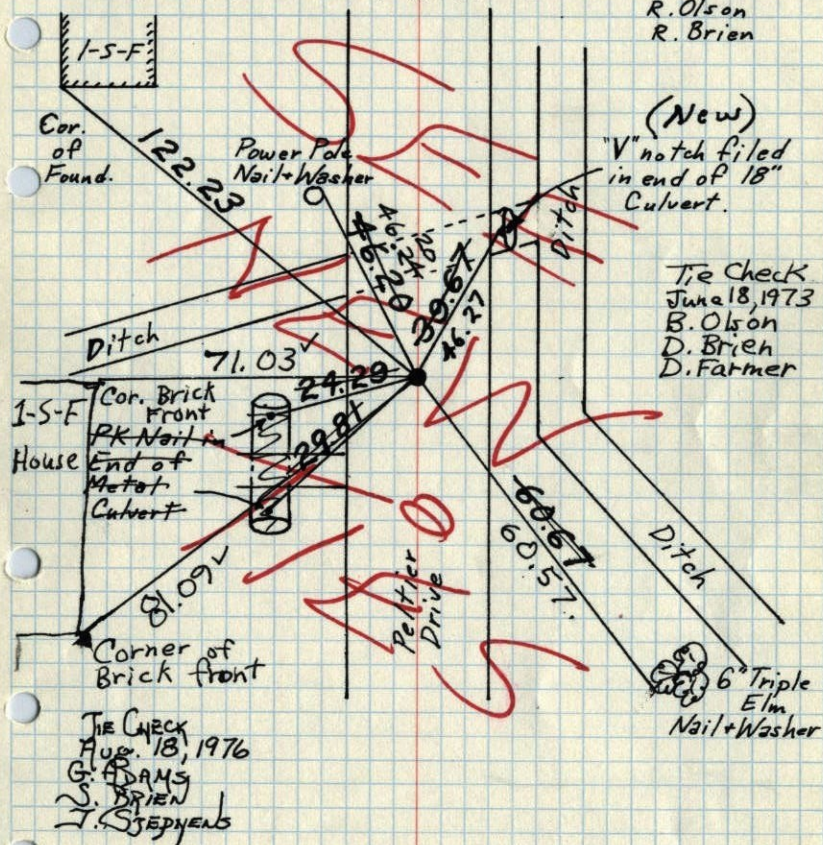 R. Olson
R. Brien
1-S-F
Cor.
of
Found.
122.23
Power Pole
Nail + Washer
(New)
"V" notch filed
in end of 18"
Culvert.
46.24
46.20
39.67
46.27
Ditch
Tie Check
June 18, 1973
B. Olson
D. Brien
D. Farmer
Ditch
71.03 ✓
24.29
1-S-F
House
Cor. Brick
Front
PK Nail in
End of
Metal
Culvert
29.81
81.09 ✓
Corner of
Brick front
Peltier
Drive
60.67
60.57
Ditch
6" Triple
Elm
Nail + Washer
TIE CHECK
AUG. 18, 1976
G. ADAMS
S. BRIEN
J. STEPHENS